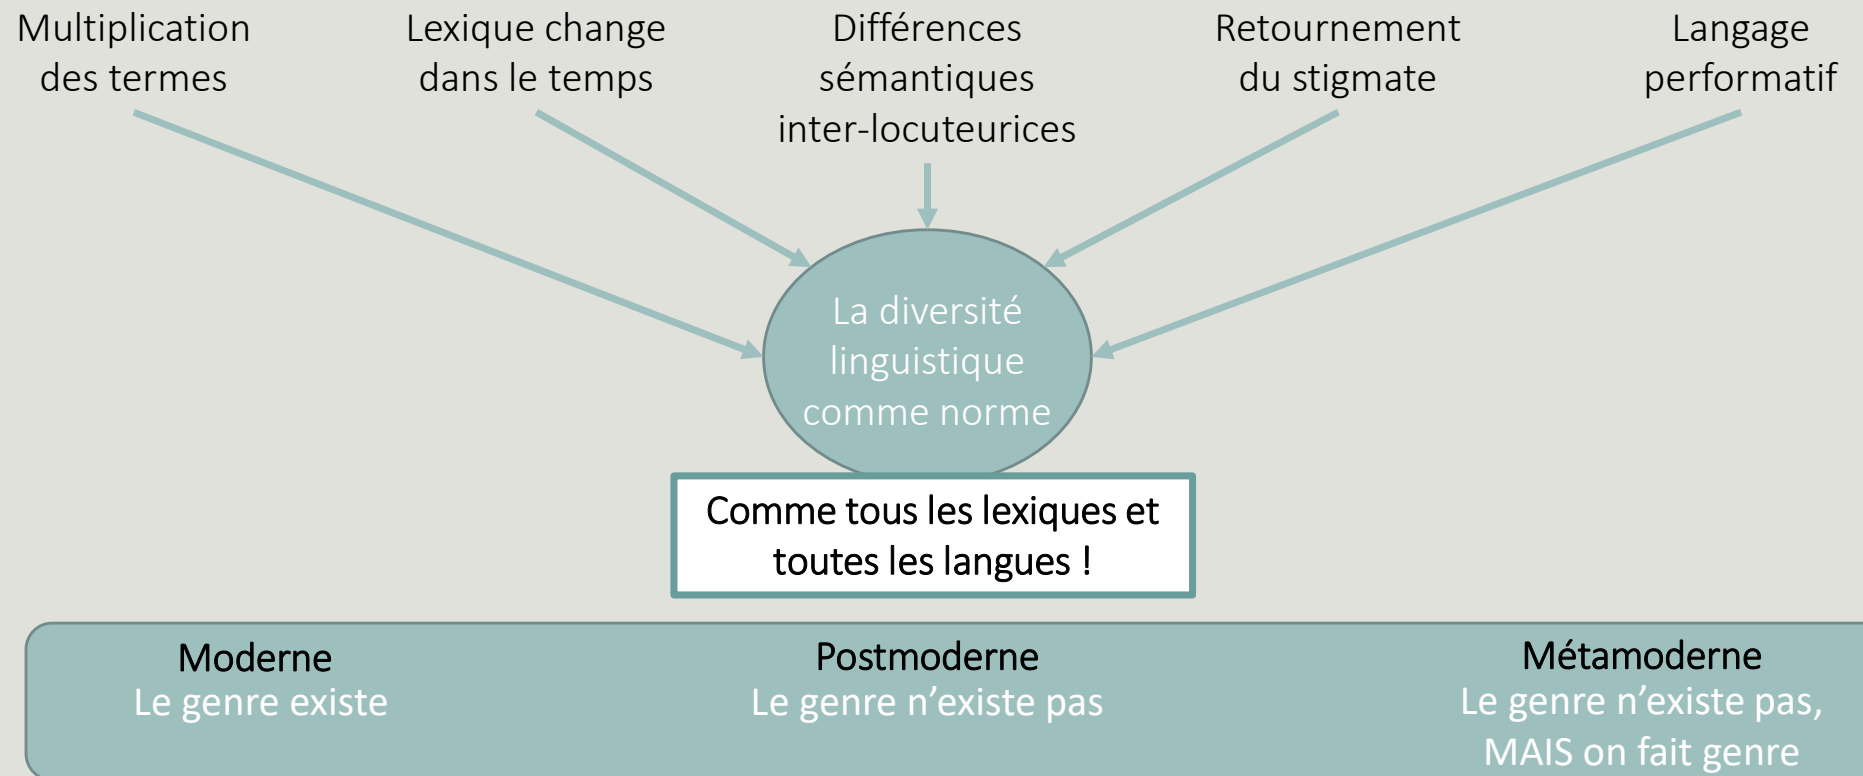 Multiplication
des termes
Lexique change
dans le temps
Différences
sémantiques
inter-locuteurices
Retournement
du stigmate
Langage
performatif
La diversité
linguistique
comme norme
Comme tous les lexiques et
toutes les langues !
Moderne
Le genre existe
Postmoderne
Le genre n’existe pas
Métamoderne
Le genre n’existe pas,
MAIS on fait genre